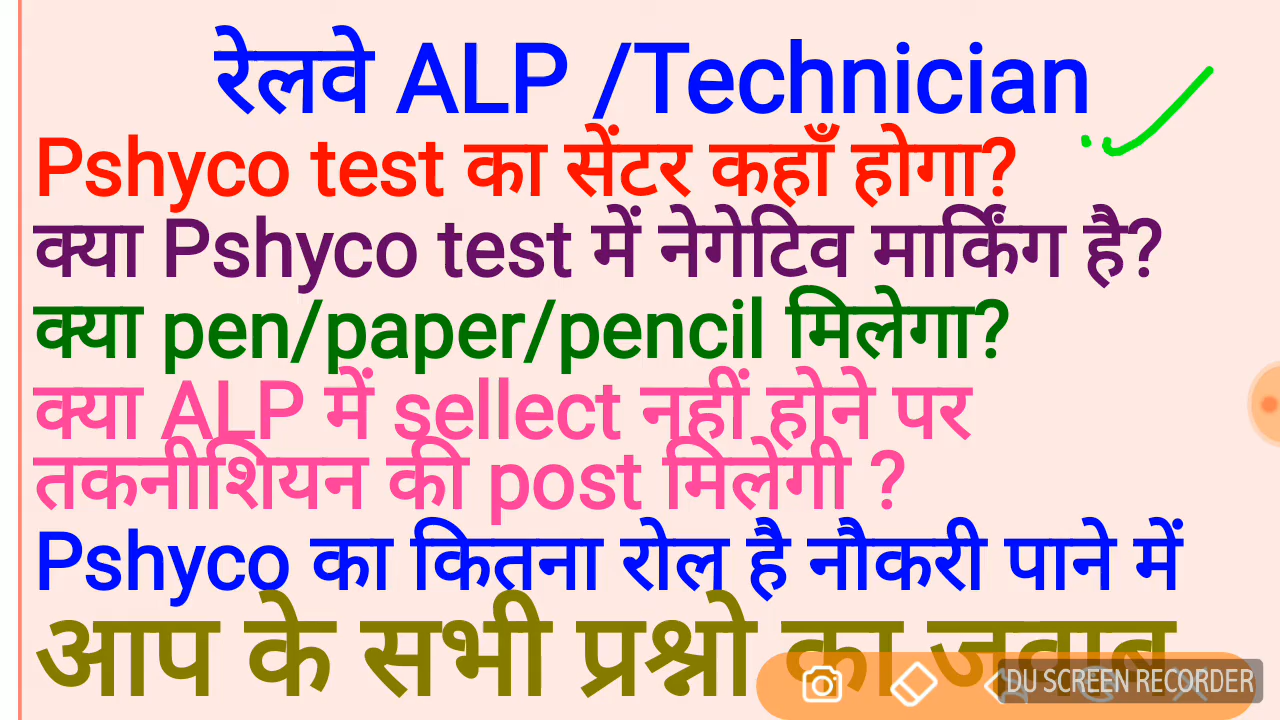 रेलवे ALP /Technician
Pshyco test का सेंटर कहाँ होगा?
क्या Pshyco test में नेगेटिव मार्किंग है?
क्या pen/paper/pencil मिलेगा?
क्या ALP में sellect नहीं होने पर
तकनीशियन की post मिलेगी ?
Pshyco का कितना रोल है नौकरी पाने में
आप के सभी प्रश्नो का जवाब
DU SCREEN RECORDER